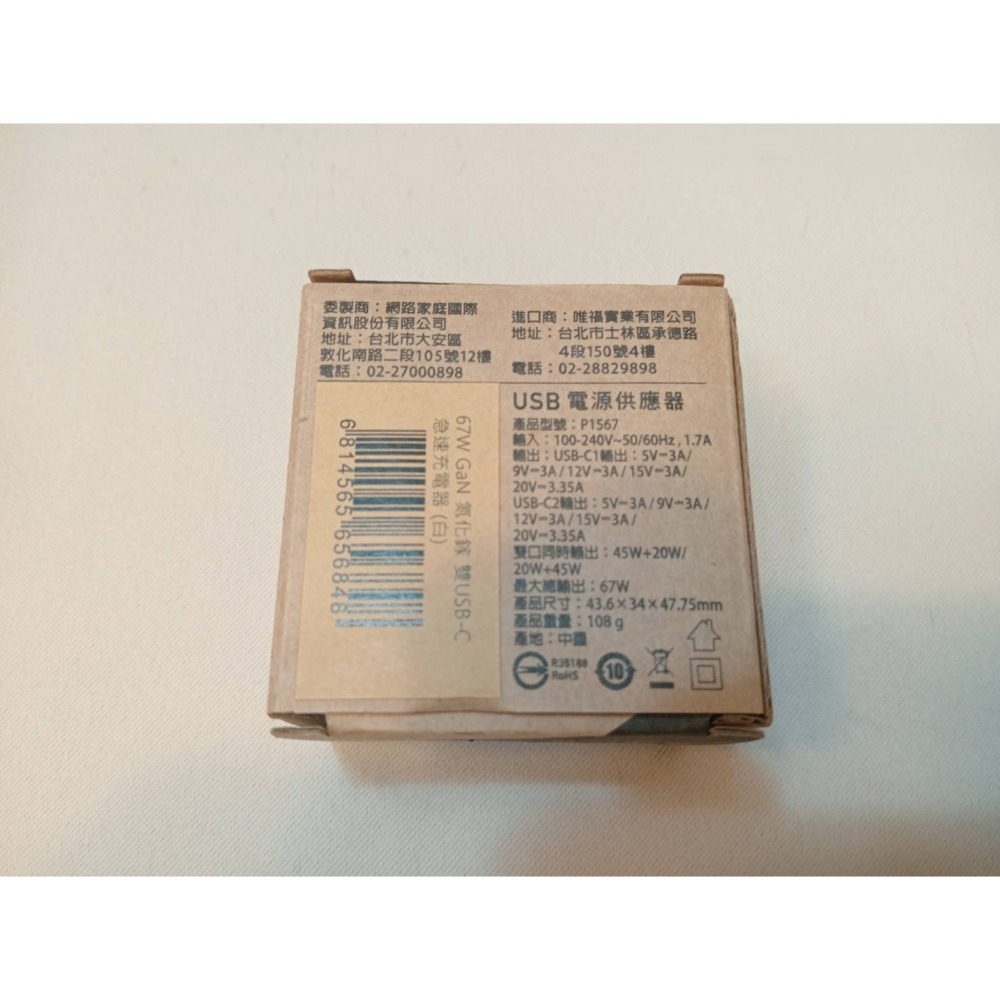 委製商：網路家庭國際
資訊股份有限公司
地址：台北市大安區
敦化南路二段105號12樓
電話：02-27000898
進口商：唯福實業有限公司
地址：台北市士林區承德路
4段150號4樓
電話：02-28829898
67W GaN 氮化鎵 雙USB-C
急速充電器 (白)
6 814565 656848
USB 電源供應器
產品型號：P1567
輸入：100-240V~50/60Hz, 1.7A
輸出：USB-C1輸出：5V⎓3A/
9V⎓3A/12V⎓3A/15V⎓3A/
20V⎓3.35A
USB-C2輸出：5V⎓3A/9V⎓3A/
12V⎓3A/15V⎓3A/
20V⎓3.35A
雙口同時輸出：45W+20W/
20W+45W
最大總輸出：67W
產品尺寸：43.6×34×47.75mm
產品重量：108 g
產地：中國
R35188
RoHS
10